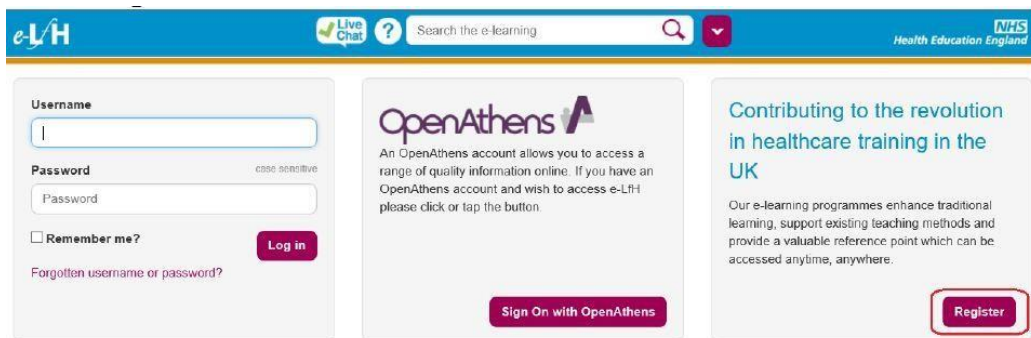 e-LfH
Live
Chat
?
Search the e-learning
NHS
Health Education England
Username
Password
case sensitive
Password
Remember me?
Log in
Forgotten username or password?
OpenAthens
An OpenAthens account allows you to access a
range of quality information online. If you have an
OpenAthens account and wish to access e-LfH
please click or tap the button.
Sign On with OpenAthens
Contributing to the revolution
in healthcare training in the
UK
Our e-learning programmes enhance traditional
learning, support existing teaching methods and
provide a valuable reference point which can be
accessed anytime, anywhere.
Register